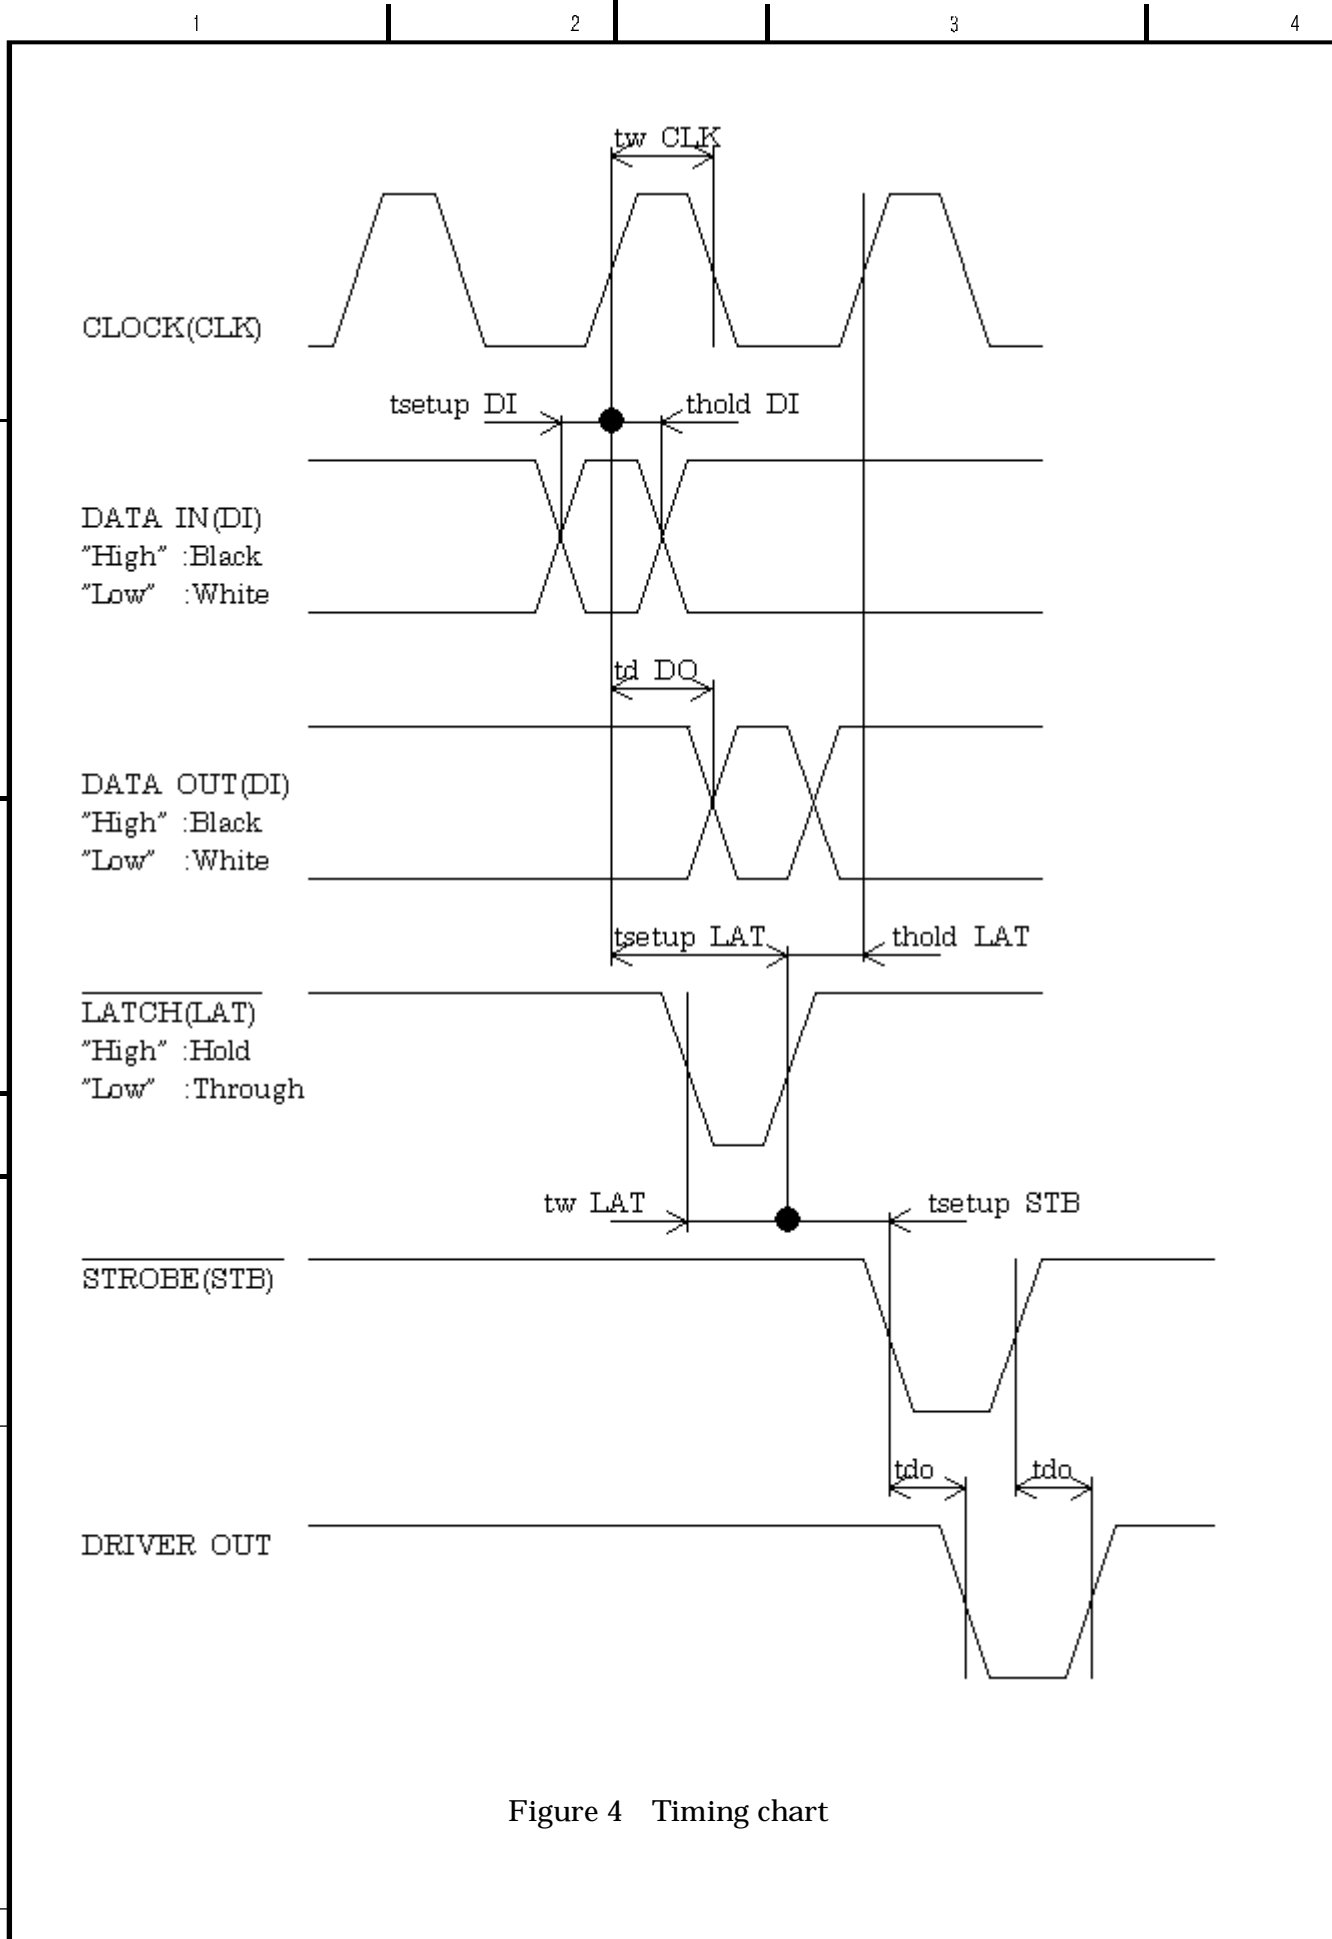 1 2 3 4
tw CLK
CLOCK(CLK)
tsetup DI thold DI
DATA IN(DI)
"High" :Black
"Low" :White
td DO
DATA OUT(DI)
"High" :Black
"Low" :White
tsetup LAT thold LAT
LATCH(LAT)
"High" :Hold
"Low" :Through
tw LAT tsetup STB
STROBE(STB)
tdo tdo
DRIVER OUT
Figure 4 Timing chart